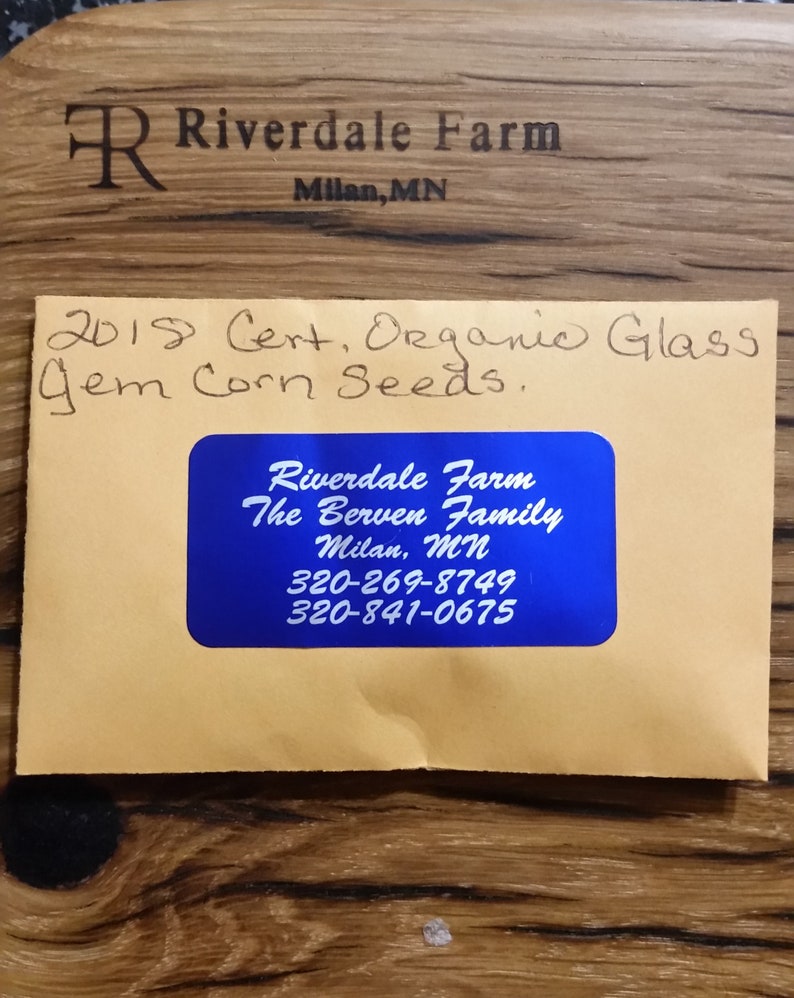 FR Riverdale Farm
Milan, MN
2018 Cert. Organic Glass
Gem Corn Seeds.
Riverdale Farm
The Berven Family
Milan, MN
320-269-8749
320-841-0675